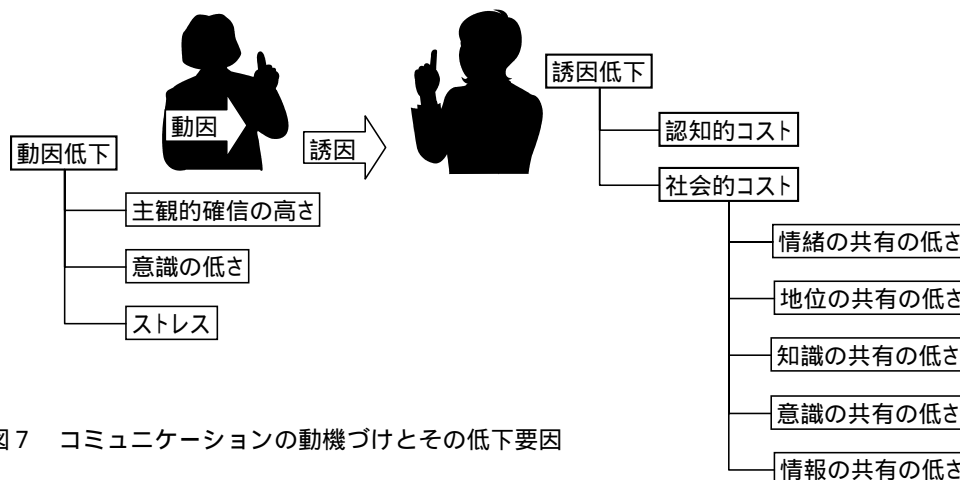 誘因低下
動因
誘因
認知的コスト
動因低下
社会的コスト
主観的確信の高さ
情緒の共有の低さ
意識の低さ
地位の共有の低さ
ストレス
知識の共有の低さ
意識の共有の低さ
図7 コミュニケーションの動機づけとその低下要因
情報の共有の低さ